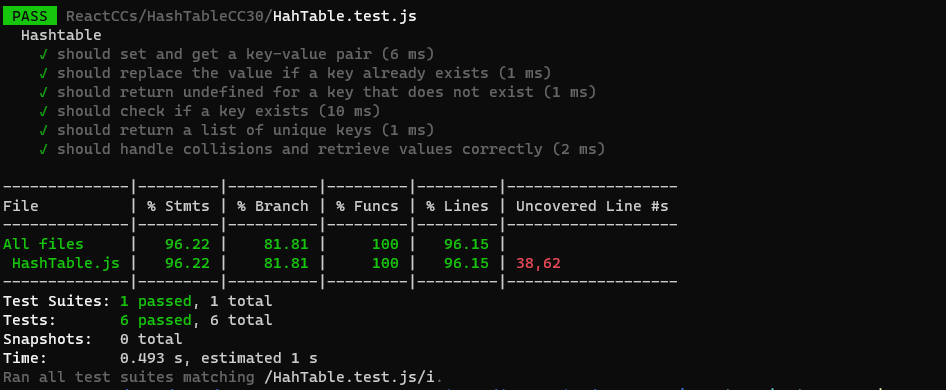 PASS ReactCCs/HashTableCC30/HahTable.test.js
Hashtable
√ should set and get a key-value pair (6 ms)
√ should replace the value if a key already exists (1 ms)
√ should return undefined for a key that does not exist (1 ms)
√ should check if a key exists (10 ms)
√ should return a list of unique keys (1 ms)
√ should handle collisions and retrieve values correctly (2 ms)
--------------|---------|----------|---------|---------|-------------------
File          | % Stmts | % Branch | % Funcs | % Lines | Uncovered Line #s
--------------|---------|----------|---------|---------|-------------------
All files     |   96.22 |    81.81 |     100 |   96.15 |
 HashTable.js |   96.22 |    81.81 |     100 |   96.15 | 38,62
--------------|---------|----------|---------|---------|-------------------
Test Suites: 1 passed, 1 total
Tests:       6 passed, 6 total
Snapshots:   0 total
Time:        0.493 s, estimated 1 s
Ran all test suites matching /HahTable.test.js/i.